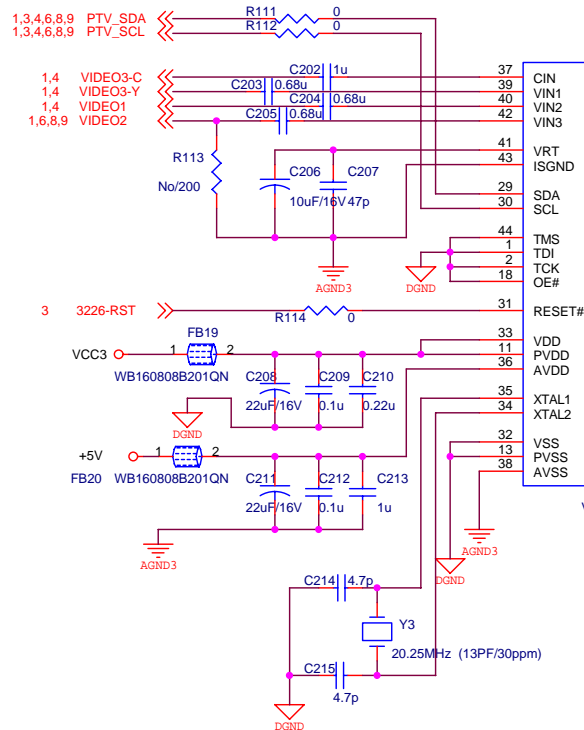 1,3,4,6,8,9 PTV_SDA R111 0
1,3,4,6,8,9 PTV_SCL R112 0
1,4 VIDEO3-C C202 1u 37 CIN
1,4 VIDEO3-Y C203 0.68u 39 VIN1
1,4 VIDEO1 C204 0.68u 40 VIN2
1,6,8,9 VIDEO2 C205 0.68u 42 VIN3
41 VRT
43 ISGND
R113
No/200
C206
10uF/16V
C207
47p
29 SDA
30 SCL
44 TMS
1 TDI
2 TCK
18 OE#
AGND3
DGND
3 3226-RST R114 0 31 RESET#
33 VDD
11 PVDD
36 AVDD
VCC3 1 FB19 2
WB160808B201QN
C208
22uF/16V
C209
0.1u
C210
0.22u
DGND
35 XTAL1
34 XTAL2
32 VSS
13 PVSS
38 AVSS
+5V 1 2
FB20 WB160808B201QN
C211
22uF/16V
C212
0.1u
C213
1u
AGND3
AGND3
DGND
C214 4.7p
Y3
20.25MHz (13PF/30ppm)
C215
4.7p
DGND